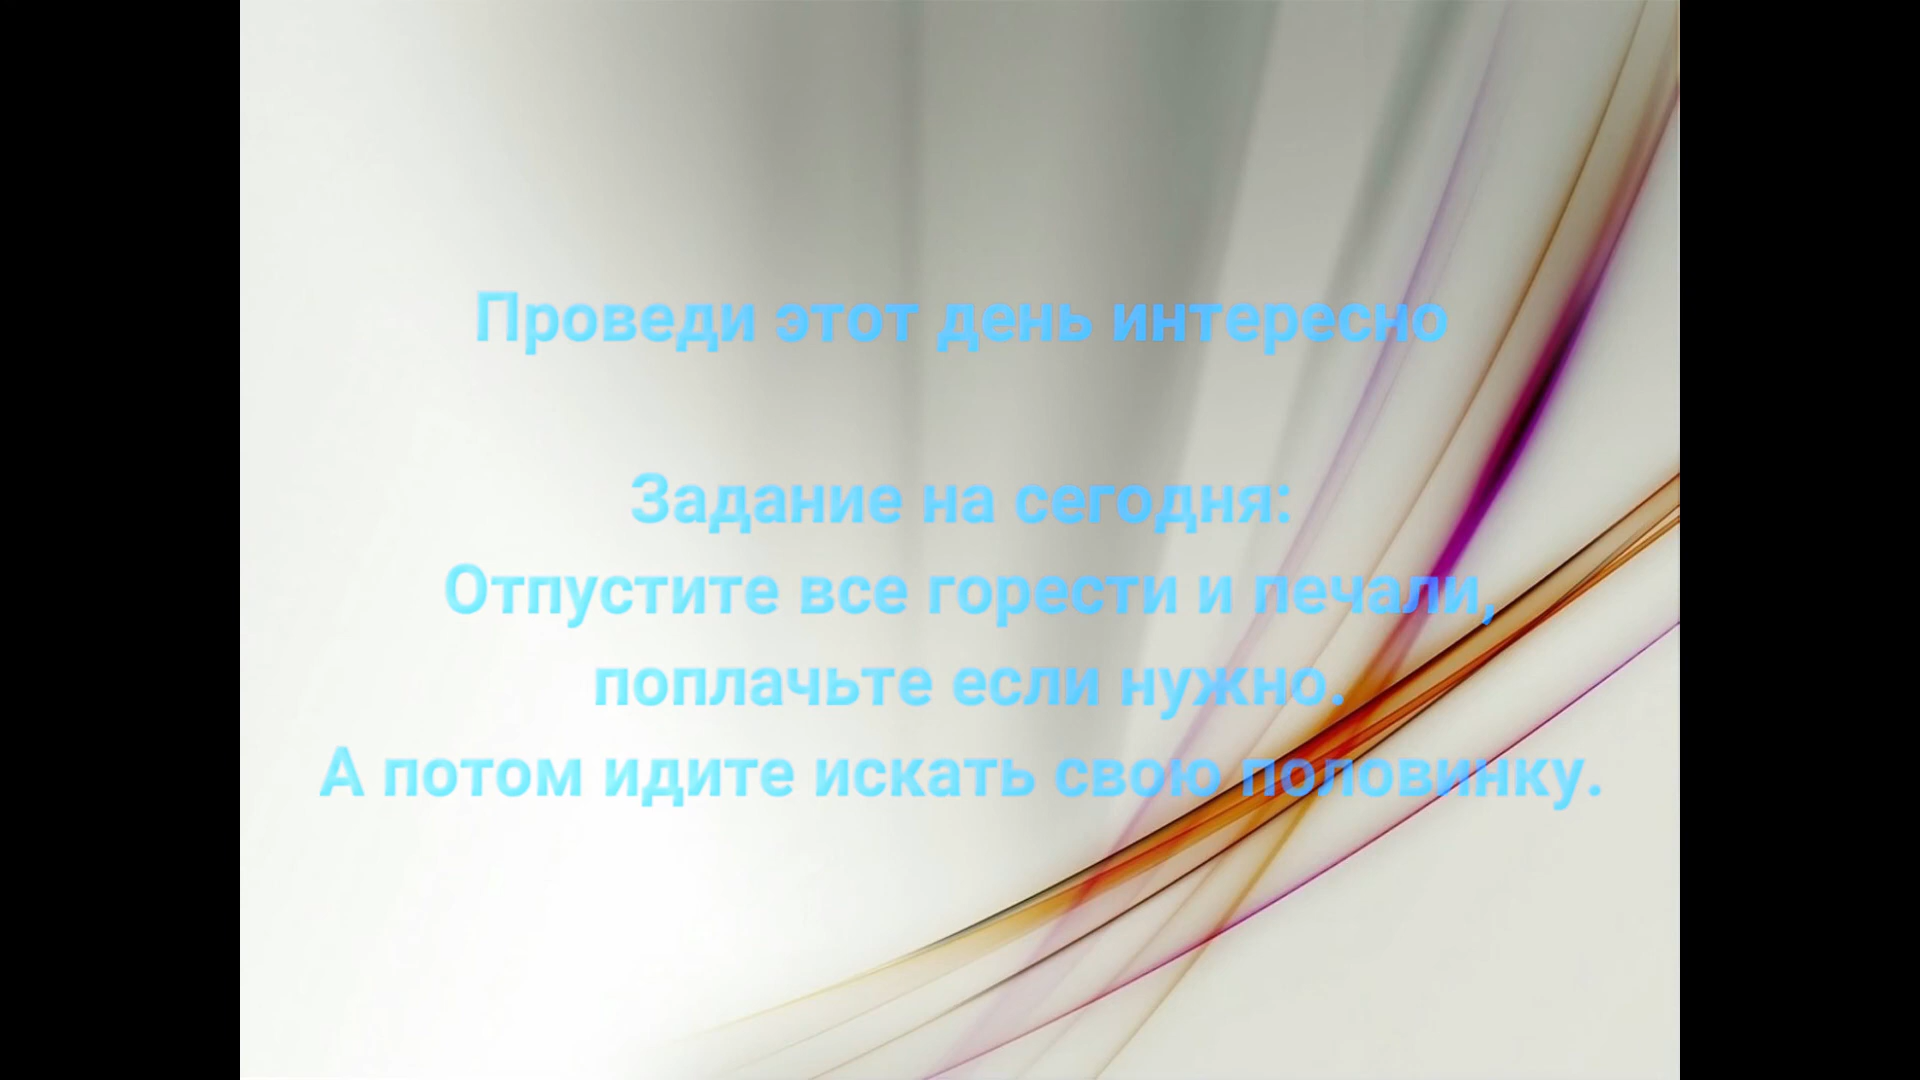 Проведи этот день интересно
Задание на сегодня:
Отпустите все горести и печали,
поплачьте если нужно.
А потом идите искать свою половинку.